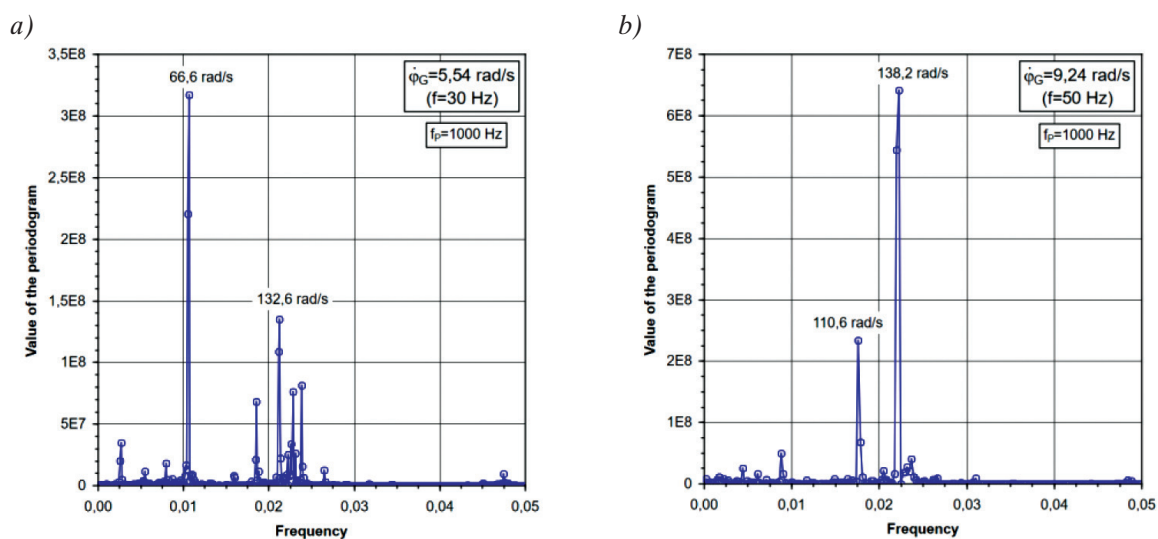 a)
3,5E8
3E8
2,5E8
2E8
1,5E8
1E8
5E7
0
Value of the periodogram
66,6 rad/s
132,6 rad/s
φ̇G=5,54 rad/s
(f=30 Hz)
fP=1000 Hz
0,00 0,01 0,02 0,03 0,04 0,05
Frequency
b)
7E8
6E8
5E8
4E8
3E8
2E8
1E8
0
Value of the periodogram
138,2 rad/s
110,6 rad/s
φ̇G=9,24 rad/s
(f=50 Hz)
fP=1000 Hz
0,00 0,01 0,02 0,03 0,04 0,05
Frequency